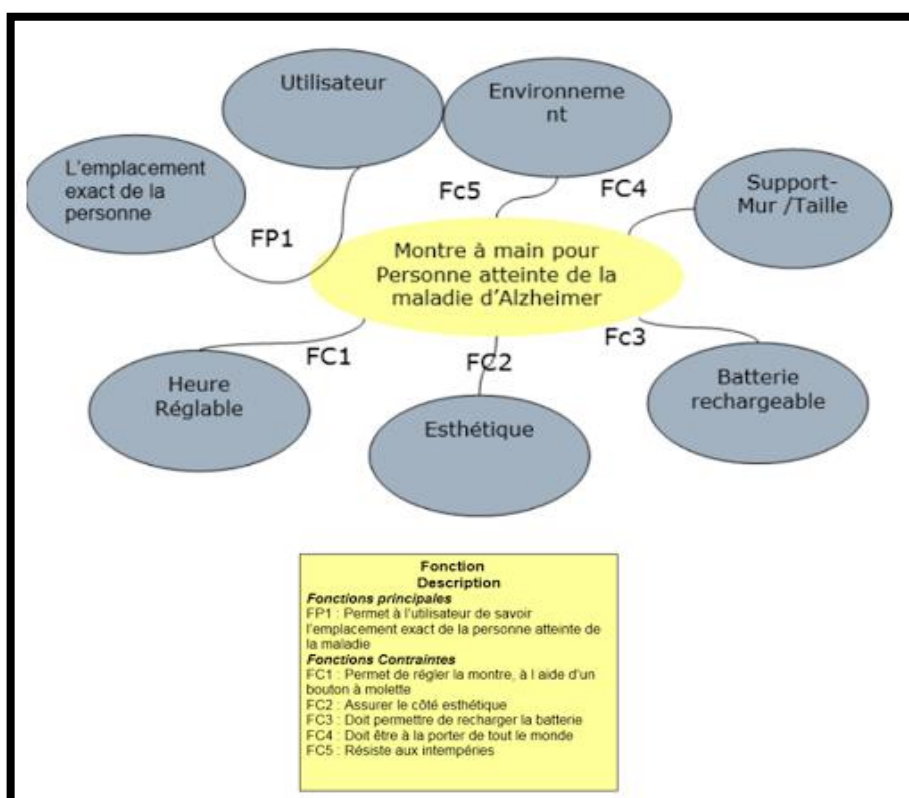 Utilisateur
Environneme
nt
L'emplacement
exact de la
personne
Support-
Mur /Taille
Fc5
FC4
FP1
Montre à main pour
Personne atteinte de la
maladie d'Alzheimer
FC1
FC2
Fc3
Heure
Réglable
Esthétique
Batterie
rechargeable
Fonction
Description
Fonctions principales
FP1 : Permet à l'utilisateur de savoir
l'emplacement exact de la personne atteinte de
la maladie
Fonctions Contraintes
FC1 : Permet de régler la montre, à l aide d'un
bouton à molette
FC2 : Assurer le côté esthétique
FC3 : Doit permettre de recharger la batterie
FC4 : Doit être à la porter de tout le monde
FC5 : Résiste aux intempéries